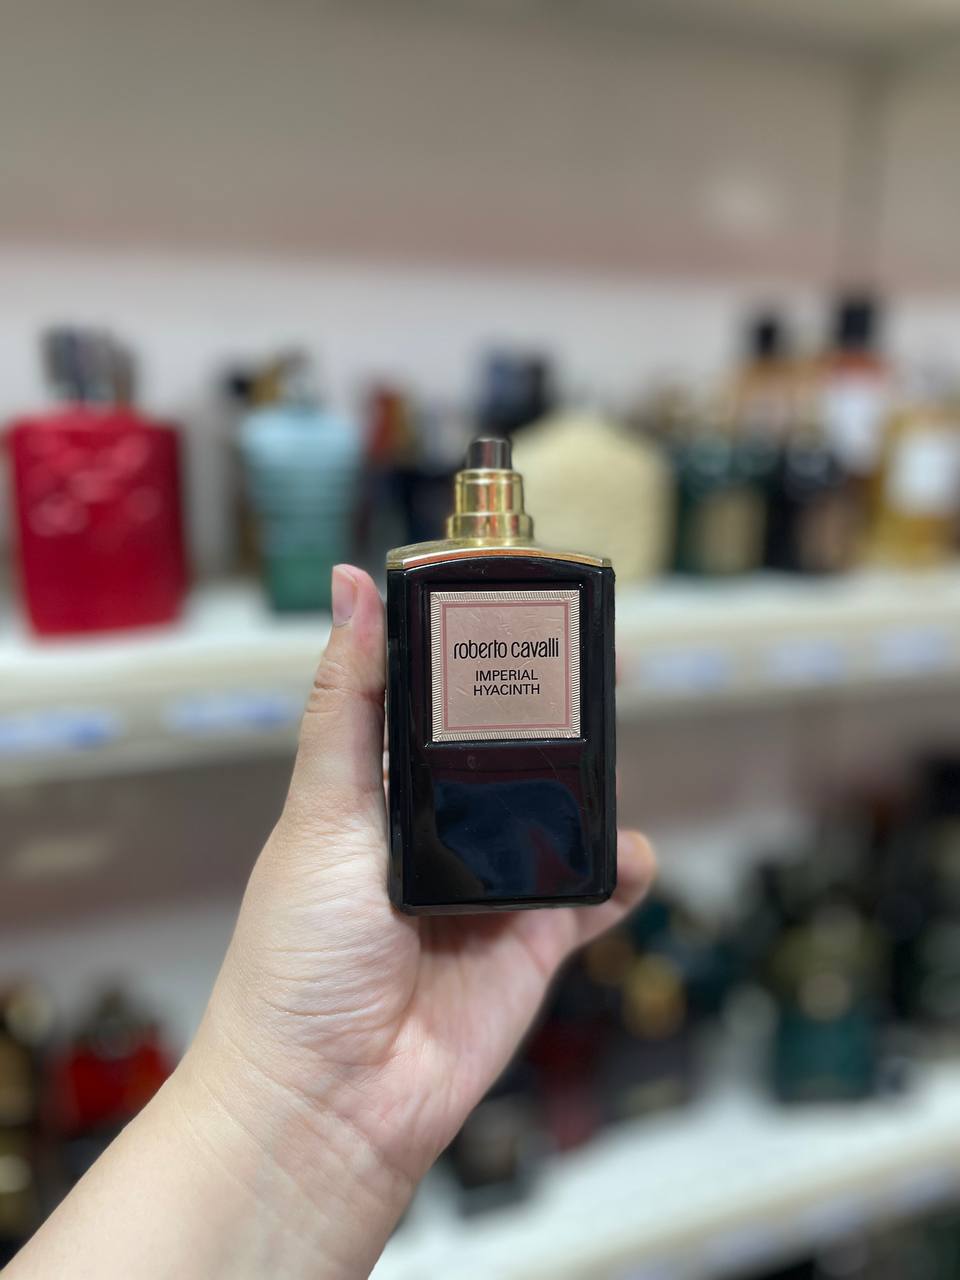 roberto cavalli
IMPERIAL
HYACINTH